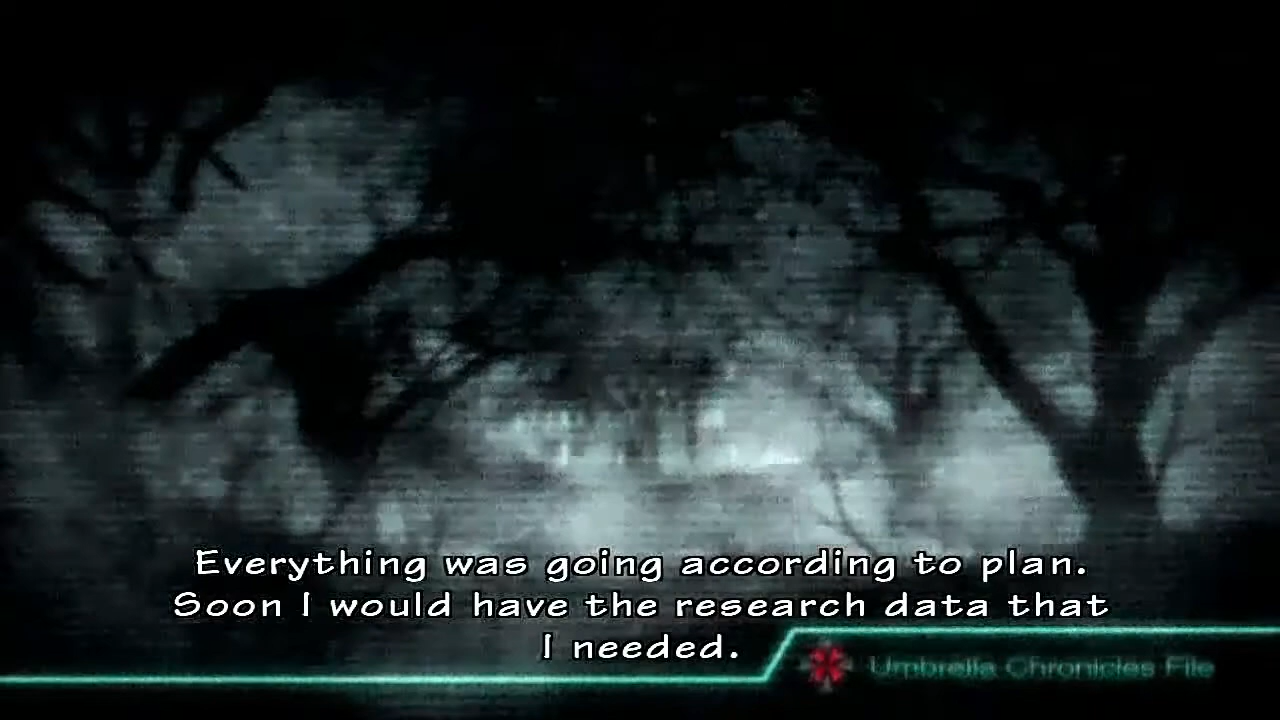 Everything was going according to plan.
Soon I would have the research data that
I needed.
Umbrella Chronicles File